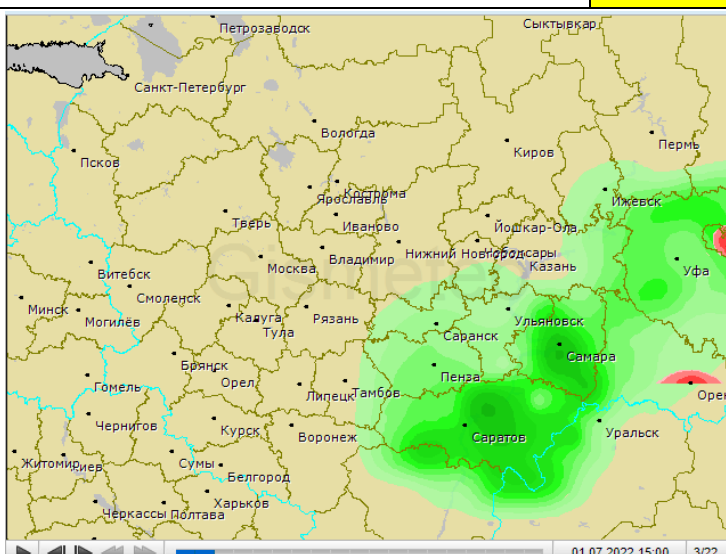 Петрозаводск
Сыктывкар
Санкт-Петербург
Вологда
Киров
Пермь
Псков
Кострома
Ярославль
Ижевск
Тверь
Иваново
Йошкар-Ола
Владимир
Нижний Новгород
Чебоксары
Москва
Казань
Уфа
Gismeteo
Витебск
Смоленск
Минск
Могилёв
Калуга
Тула
Рязань
Ульяновск
Саранск
Самара
Брянск
Пенза
Гомель
Орел
Липецк
Тамбов
Орен
Чернигов
Курск
Воронеж
Саратов
Уральск
Житомир
Киев
Сумы
Белгород
Харьков
Черкассы
Полтава
01.07.2022 15:00
3/22